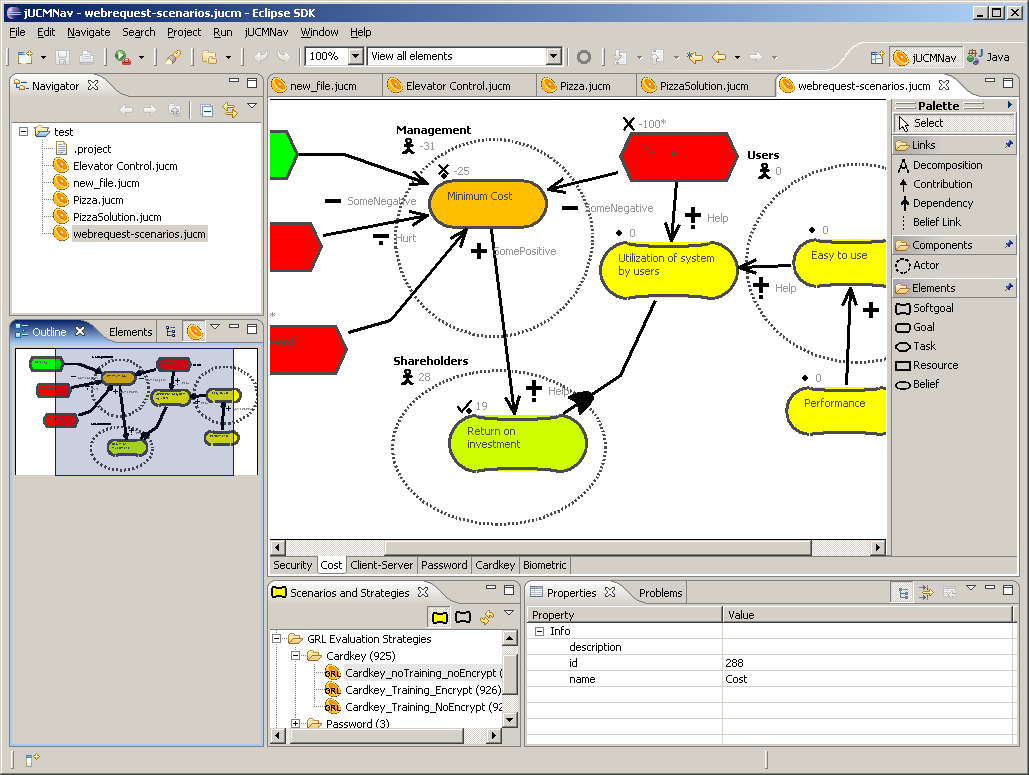 jUCMNav - webrequest-scenarios.jucm - Eclipse SDK
File Edit Navigate Search Project Run jUCMNav Window Help
100% View all elements jUCMNav Java
Navigator
test
.project
Elevator Control.jucm
new_file.jucm
Pizza.jucm
PizzaSolution.jucm
webrequest-scenarios.jucm
Outline Elements
new_file.jucm Elevator Control.jucm Pizza.jucm PizzaSolution.jucm webrequest-scenarios.jucm
Management
-31
-25
Minimum Cost
-100*
Users
0
SomeNegative
SomeNegative
Hurt
SomePositive
Help
0
Utilization of system
by users
0
Easy to use
Help
*
Shareholders
28
Help
19
Return on
investment
0
Performance
Palette
Select
Links
Decomposition
Contribution
Dependency
Belief Link
Components
Actor
Elements
Softgoal
Goal
Task
Resource
Belief
Security Cost Client-Server Password Cardkey Biometric
Scenarios and Strategies
GRL Evaluation Strategies
Cardkey (925)
GRL Cardkey_noTraining_noEncrypt (
GRL Cardkey_Training_Encrypt (926)
GRL Cardkey_Training_NoEncrypt (92
Password (3)
Properties Problems
Property Value
Info
description
id 288
name Cost